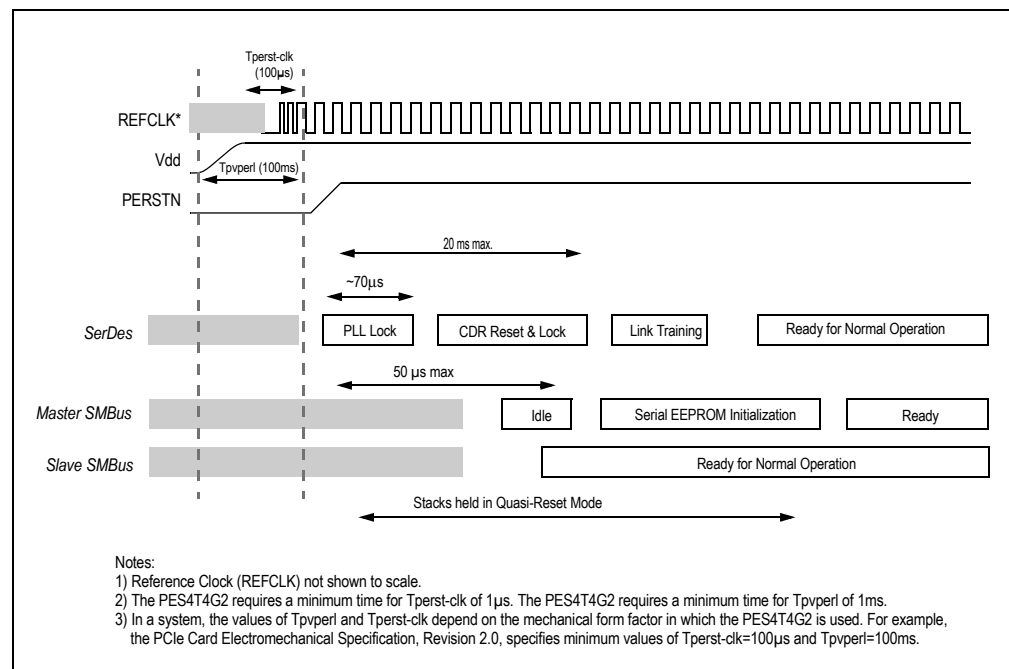 Tperst-clk
(100µs)
REFCLK*
Vdd
Tpvperl (100ms)
PERSTN
20 ms max.
~70µs
SerDes
PLL Lock
CDR Reset & Lock
Link Training
Ready for Normal Operation
50 µs max
Master SMBus
Idle
Serial EEPROM Initialization
Ready
Slave SMBus
Ready for Normal Operation
Stacks held in Quasi-Reset Mode
Notes:
1) Reference Clock (REFCLK) not shown to scale.
2) The PES4T4G2 requires a minimum time for Tperst-clk of 1µs. The PES4T4G2 requires a minimum time for Tpvperl of 1ms.
3) In a system, the values of Tpvperl and Tperst-clk depend on the mechanical form factor in which the PES4T4G2 is used. For example,
the PCIe Card Electromechanical Specification, Revision 2.0, specifies minimum values of Tperst-clk=100µs and Tpvperl=100ms.